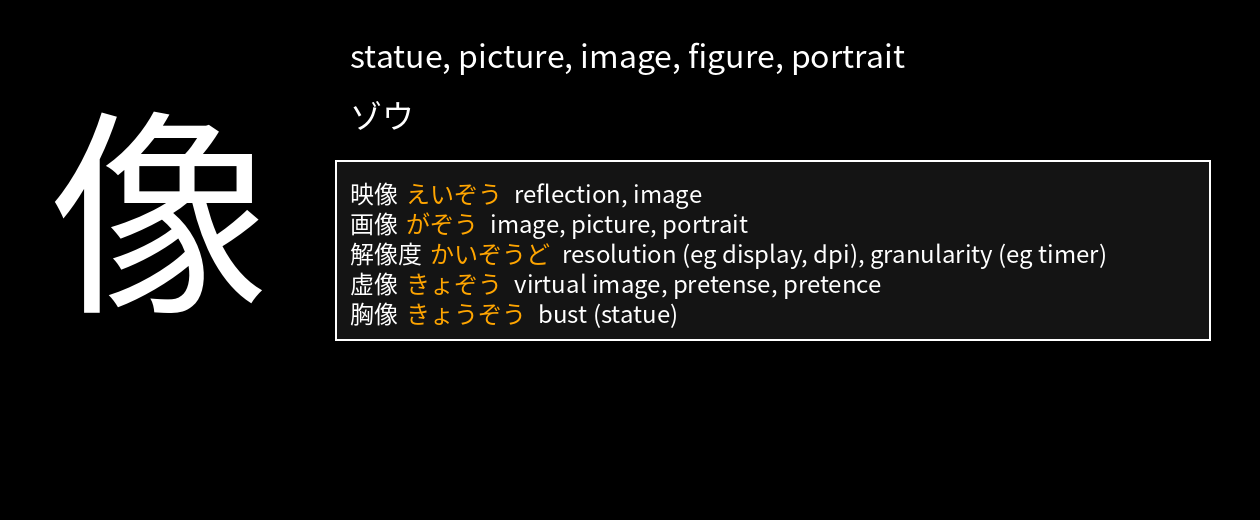 像
statue, picture, image, figure, portrait
ゾウ
映像 えいぞう reflection, image
画像 がぞう image, picture, portrait
解像度 かいぞうど resolution (eg display, dpi), granularity (eg timer)
虚像 きょぞう virtual image, pretense, pretence
胸像 きょうぞう bust (statue)